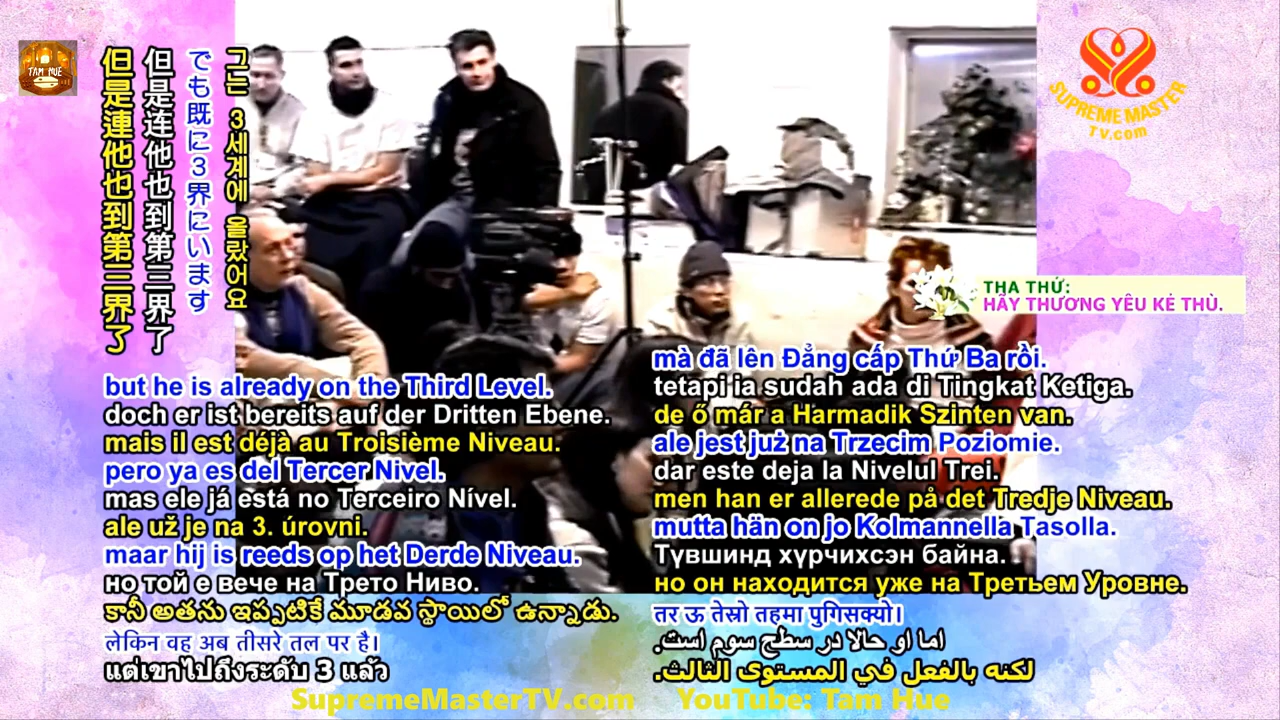 TAM HUE
但是連他也到第三界了
但是连他也到第三界了
でも既に３界にいます
그는 3세계에 올랐어요
SUPREME MASTER
TV.com
THA THỨ:
HÃY THƯƠNG YÊU KẺ THÙ.
but he is already on the Third Level.
doch er ist bereits auf der Dritten Ebene.
mais il est déjà au Troisième Niveau.
pero ya es del Tercer Nivel.
mas ele já está no Terceiro Nível.
ale už je na 3. úrovni.
maar hij is reeds op het Derde Niveau.
но той е вече на Трето Ниво.
కానీ అతను ఇప్పటికే మూడవ స్థాయిలో ఉన్నాడు.
लेकिन वह अब तीसरे तल पर है।
แต่เขาไปถึงระดับ 3 แล้ว
mà đã lên Đẳng cấp Thứ Ba rồi.
tetapi ia sudah ada di Tingkat Ketiga.
de ő már a Harmadik Szinten van.
ale jest już na Trzecim Poziomie.
dar este deja la Nivelul Trei.
men han er allerede på det Tredje Niveau.
mutta hän on jo Kolmannella Tasolla.
Түвшинд хүрчихсэн байна.
но он находится уже на Третьем Уровне.
तर ऊ तेस्रो तहमा पुगिसक्यो।
اما او حالا در سطح سوم است.
لكنه بالفعل في المستوى الثالث.
SupremeMasterTV.com
YouTube: Tam Hue